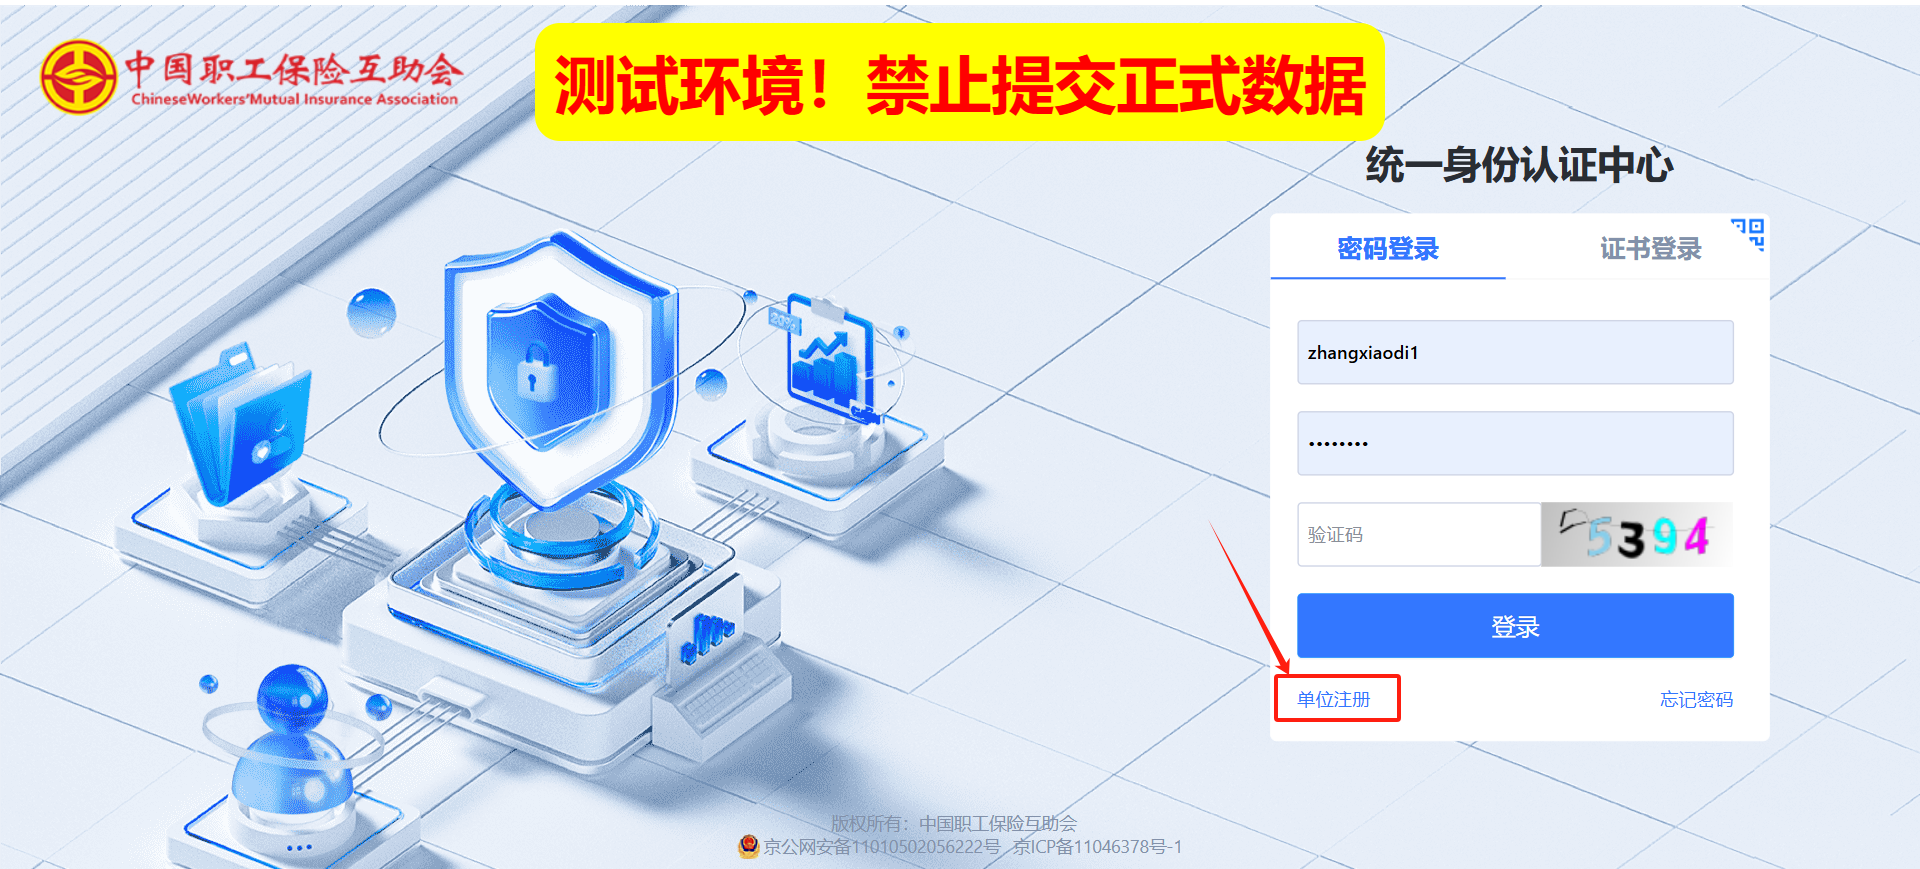 中国职工保险互助会
ChineseWorkers'Mutual Insurance Association
测试环境！禁止提交正式数据
统一身份认证中心
密码登录 证书登录
20%
zhangxiaodi1
••••••••
验证码 5394
登录
单位注册 忘记密码
版权所有：中国职工保险互助会
京公网安备11010502056222号 京ICP备11046378号-1